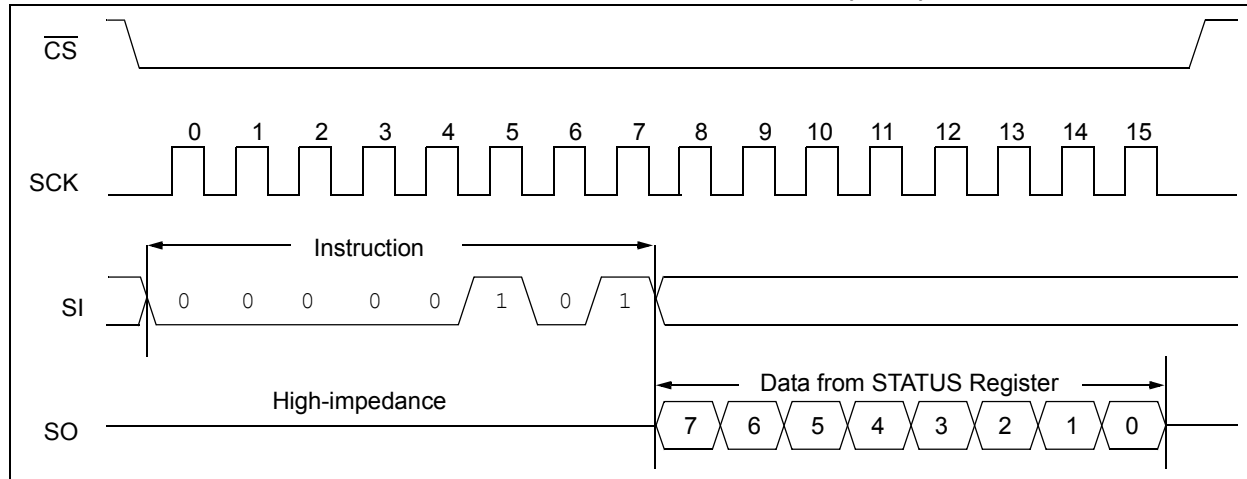 CS
0 1 2 3 4 5 6 7 8 9 10 11 12 13 14 15
SCK
Instruction
SI 0 0 0 0 0 1 0 1
Data from STATUS Register
High-impedance
SO 7 6 5 4 3 2 1 0